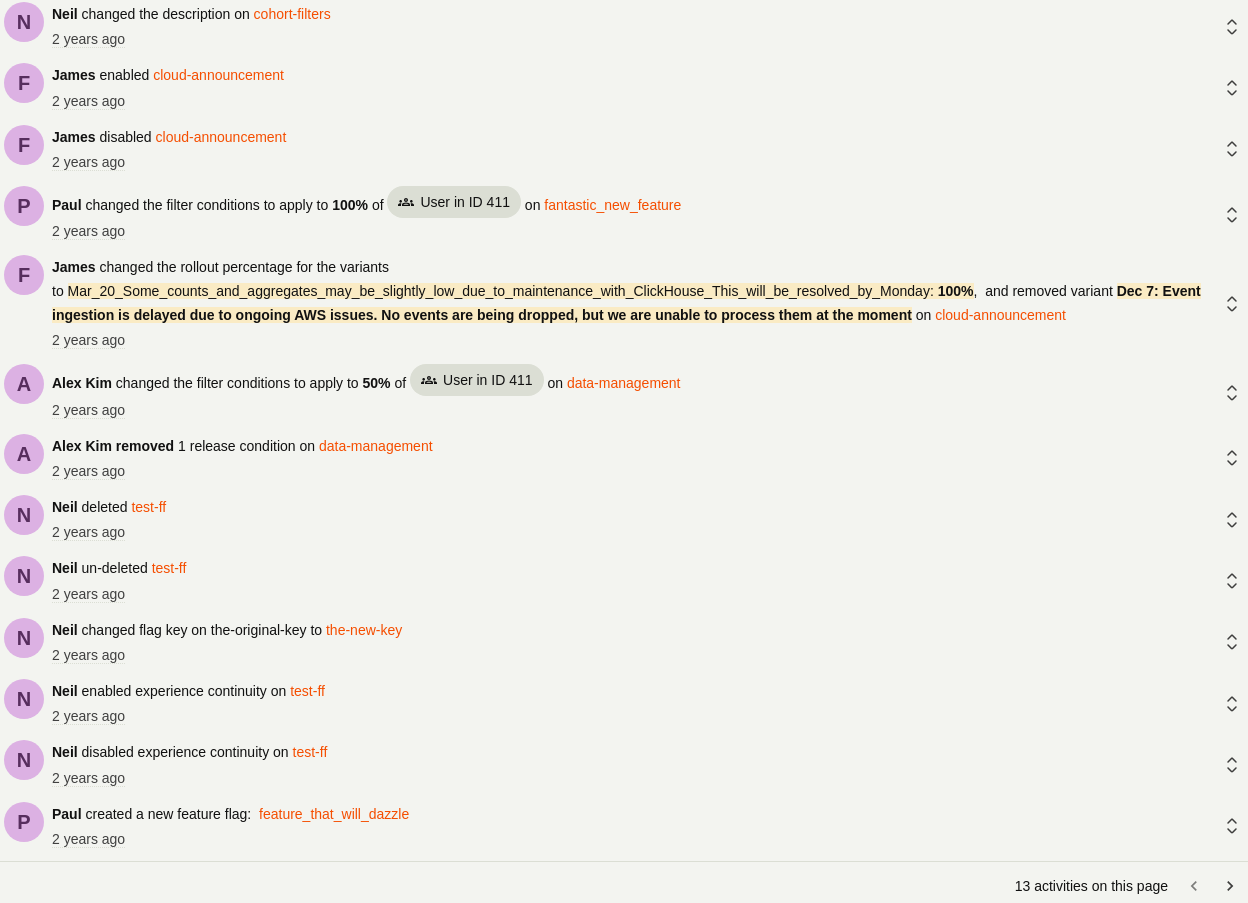 N
Neil changed the description on cohort-filters
2 years ago
F
James enabled cloud-announcement
2 years ago
F
James disabled cloud-announcement
2 years ago
P
Paul changed the filter conditions to apply to 100% of User in ID 411 on fantastic_new_feature
2 years ago
F
James changed the rollout percentage for the variants
to Mar_20_Some_counts_and_aggregates_may_be_slightly_low_due_to_maintenance_with_ClickHouse_This_will_be_resolved_by_Monday: 100%, and removed variant Dec 7: Event
ingestion is delayed due to ongoing AWS issues. No events are being dropped, but we are unable to process them at the moment on cloud-announcement
2 years ago
A
Alex Kim changed the filter conditions to apply to 50% of User in ID 411 on data-management
2 years ago
A
Alex Kim removed 1 release condition on data-management
2 years ago
N
Neil deleted test-ff
2 years ago
N
Neil un-deleted test-ff
2 years ago
N
Neil changed flag key on the-original-key to the-new-key
2 years ago
N
Neil enabled experience continuity on test-ff
2 years ago
N
Neil disabled experience continuity on test-ff
2 years ago
P
Paul created a new feature flag: feature_that_will_dazzle
2 years ago
13 activities on this page